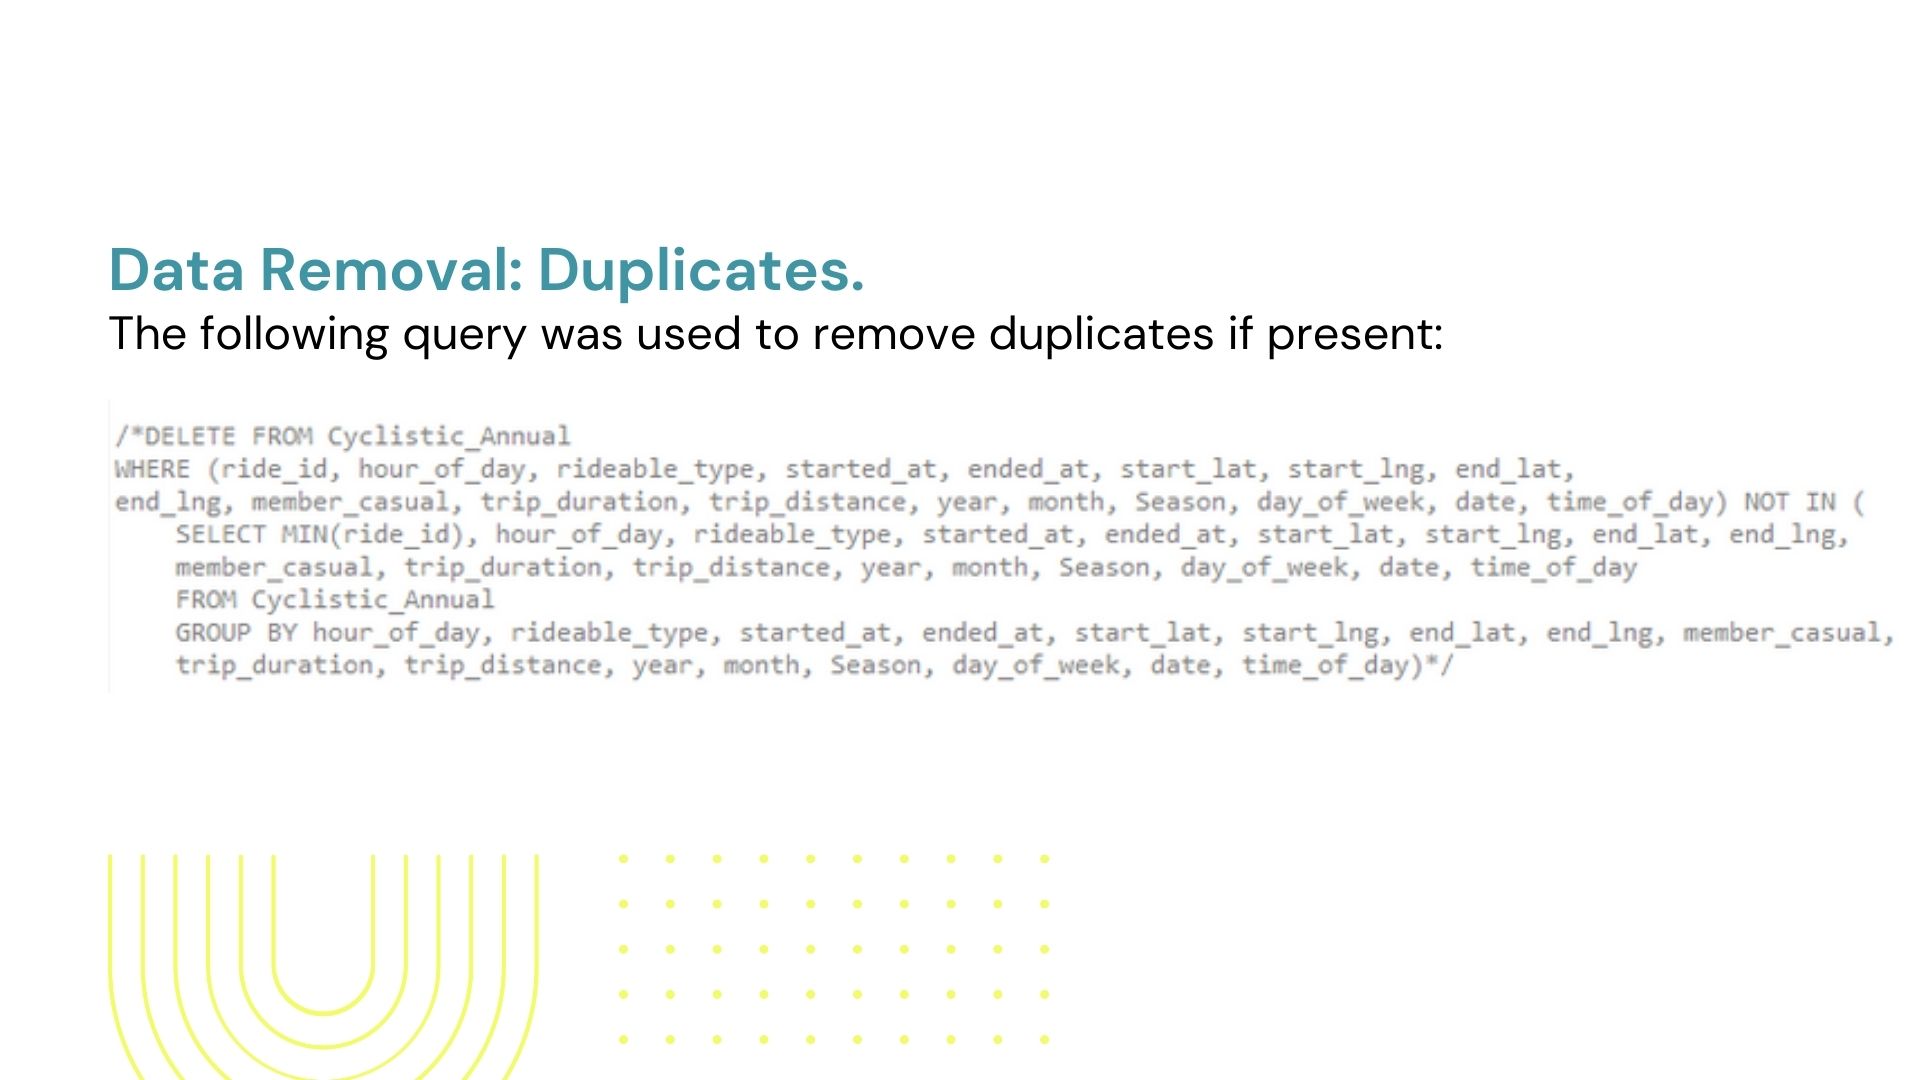 Data Removal: Duplicates.
The following query was used to remove duplicates if present:
/*DELETE FROM Cyclistic_Annual
WHERE (ride_id, hour_of_day, rideable_type, started_at, ended_at, start_lat, start_lng, end_lat,
end_lng, member_casual, trip_duration, trip_distance, year, month, Season, day_of_week, date, time_of_day) NOT IN (
    SELECT MIN(ride_id), hour_of_day, rideable_type, started_at, ended_at, start_lat, start_lng, end_lat, end_lng,
    member_casual, trip_duration, trip_distance, year, month, Season, day_of_week, date, time_of_day
    FROM Cyclistic_Annual
    GROUP BY hour_of_day, rideable_type, started_at, ended_at, start_lat, start_lng, end_lat, end_lng, member_casual,
    trip_duration, trip_distance, year, month, Season, day_of_week, date, time_of_day)*/